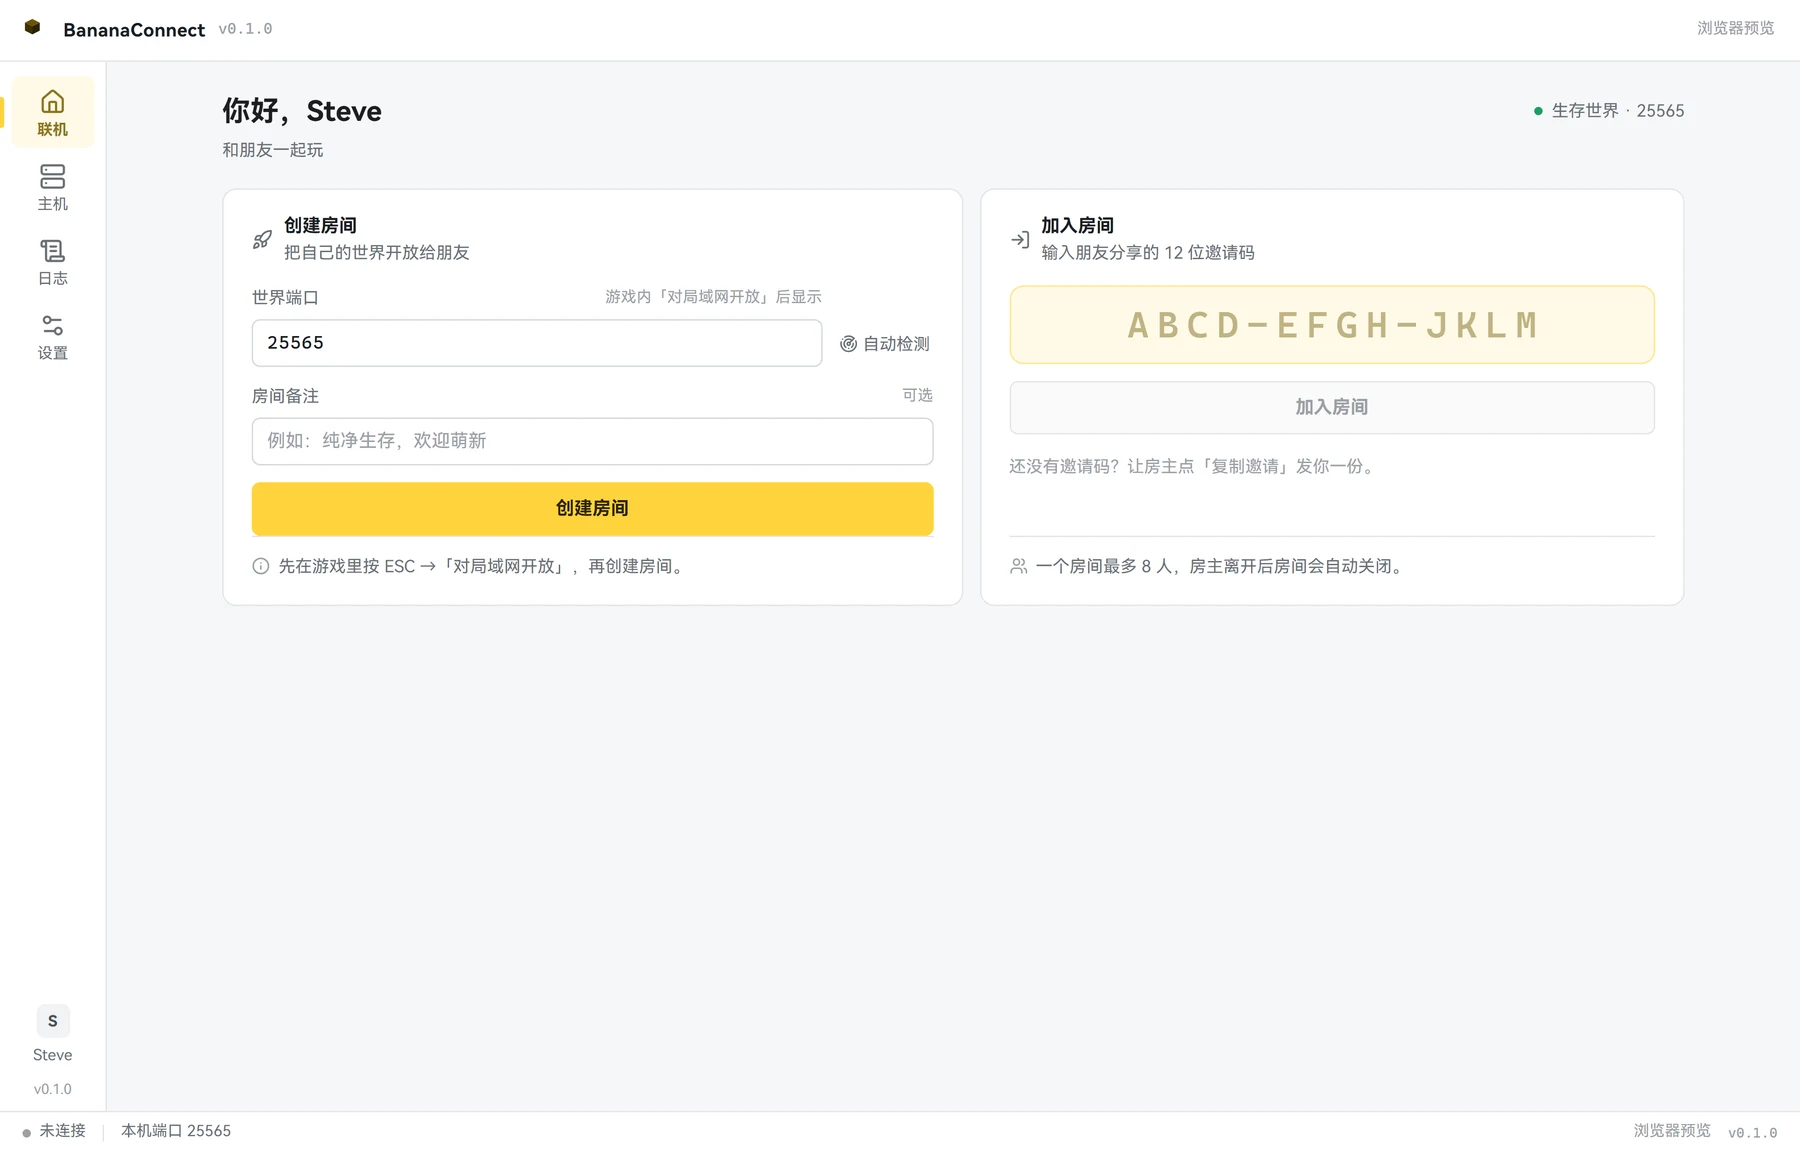 BananaConnect v0.1.0
浏览器预览
联机
主机
日志
设置
你好，Steve
和朋友一起玩
生存世界 · 25565
创建房间
把自己的世界开放给朋友
世界端口
游戏内「对局域网开放」后显示
25565
自动检测
房间备注
可选
例如：纯净生存，欢迎萌新
创建房间
先在游戏里按 ESC → 「对局域网开放」，再创建房间。
加入房间
输入朋友分享的 12 位邀请码
ABCD-EFGH-JKLM
加入房间
还没有邀请码？让房主点「复制邀请」发你一份。
一个房间最多 8 人，房主离开后房间会自动关闭。
S
Steve
v0.1.0
未连接
本机端口 25565
浏览器预览 v0.1.0